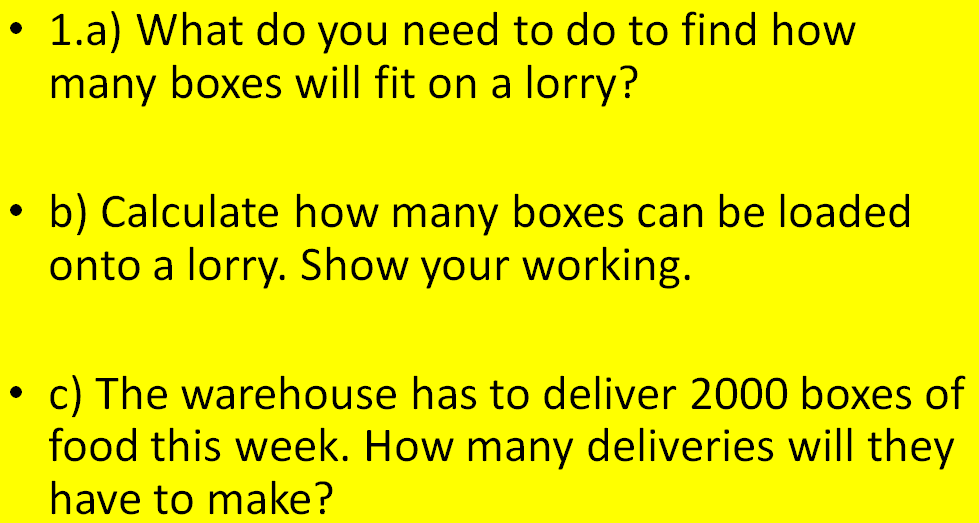 • 1.a) What do you need to do to find how
many boxes will fit on a lorry?
• b) Calculate how many boxes can be loaded
onto a lorry. Show your working.
• c) The warehouse has to deliver 2000 boxes of
food this week. How many deliveries will they
have to make?